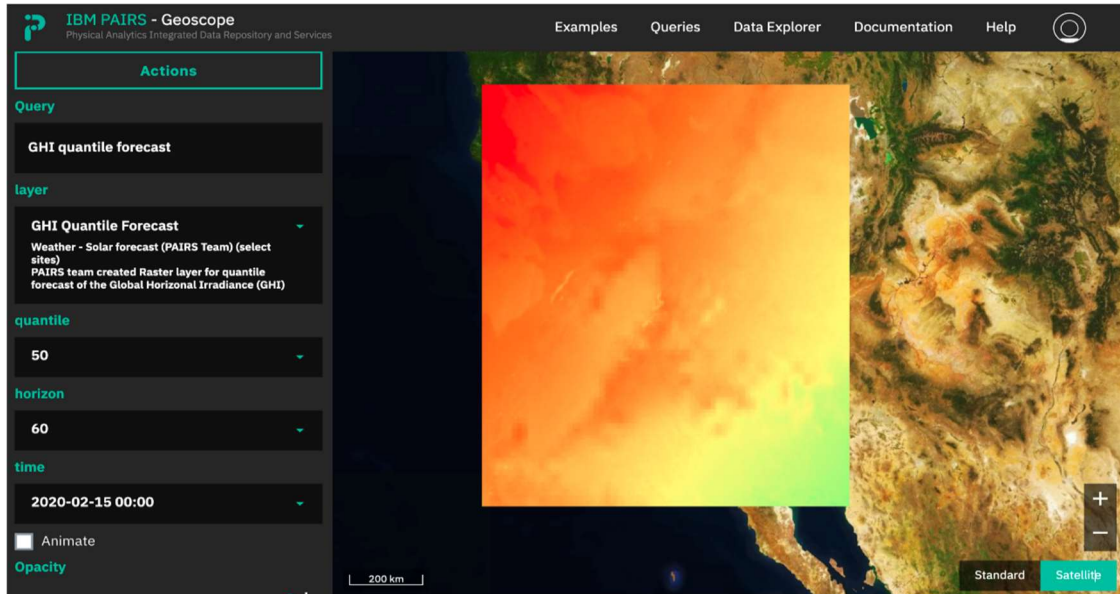 IBM PAIRS - Geoscope
Physical Analytics Integrated Data Repository and Services
Examples
Queries
Data Explorer
Documentation
Help
Actions
Query
GHI quantile forecast
layer
GHI Quantile Forecast
Weather - Solar forecast (PAIRS Team) (select
sites)
PAIRS team created Raster layer for quantile
forecast of the Global Horizonal Irradiance (GHI)
quantile
50
horizon
60
time
2020-02-15 00:00
Animate
Opacity
200 km
+
−
Standard
Satellite